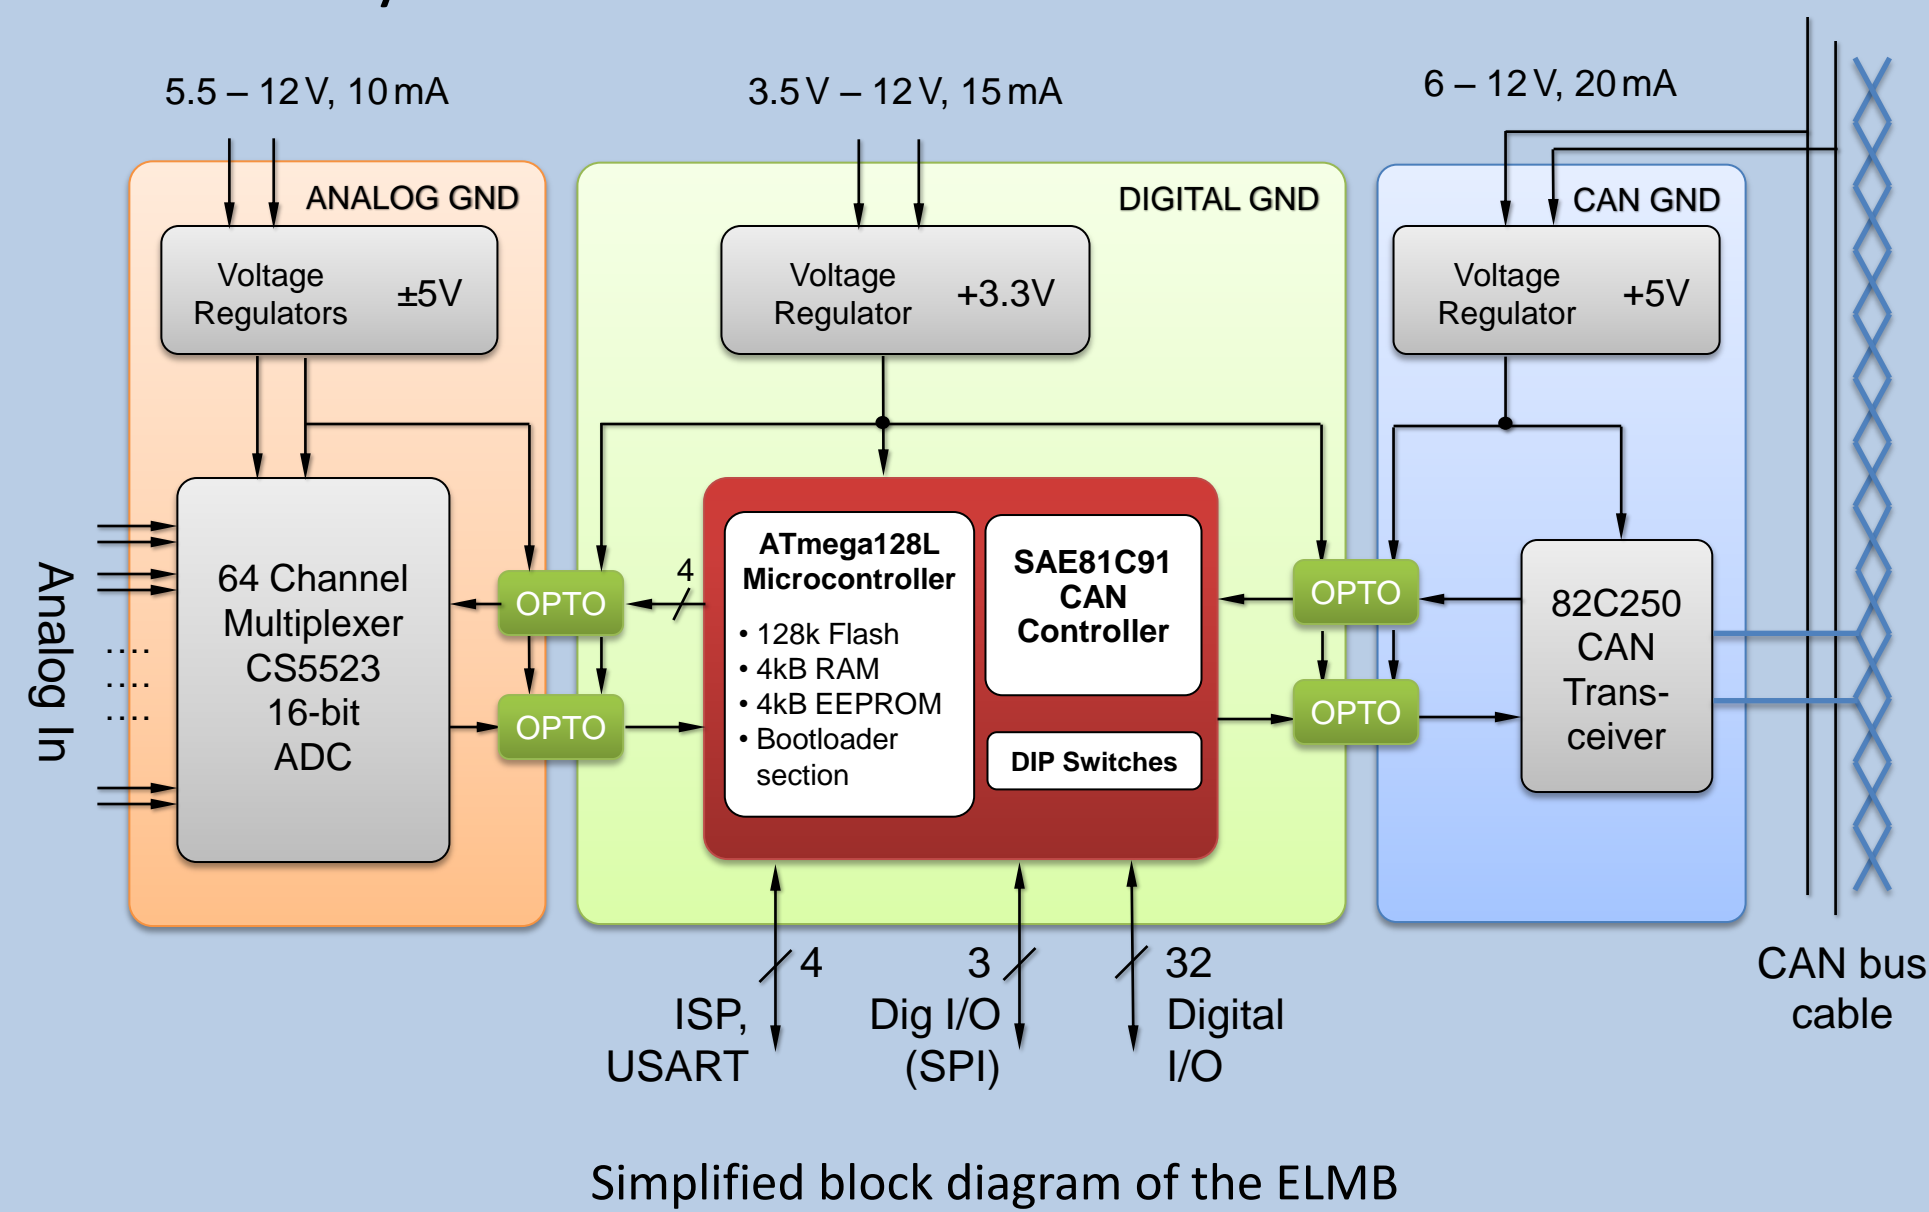 5.5 – 12 V, 10 mA
3.5 V – 12 V, 15 mA
6 – 12 V, 20 mA
ANALOG GND
DIGITAL GND
CAN GND
Voltage
Regulators
±5V
Voltage
Regulator
+3.3V
Voltage
Regulator
+5V
Analog In
....
....
....
64 Channel
Multiplexer
CS5523
16-bit
ADC
OPTO
OPTO
4
ATmega128L
Microcontroller
• 128k Flash
• 4kB RAM
• 4kB EEPROM
• Bootloader
section
SAE81C91
CAN
Controller
DIP Switches
OPTO
OPTO
82C250
CAN
Trans-
ceiver
4
ISP,
USART
3
Dig I/O
(SPI)
32
Digital
I/O
CAN bus
cable
Simplified block diagram of the ELMB